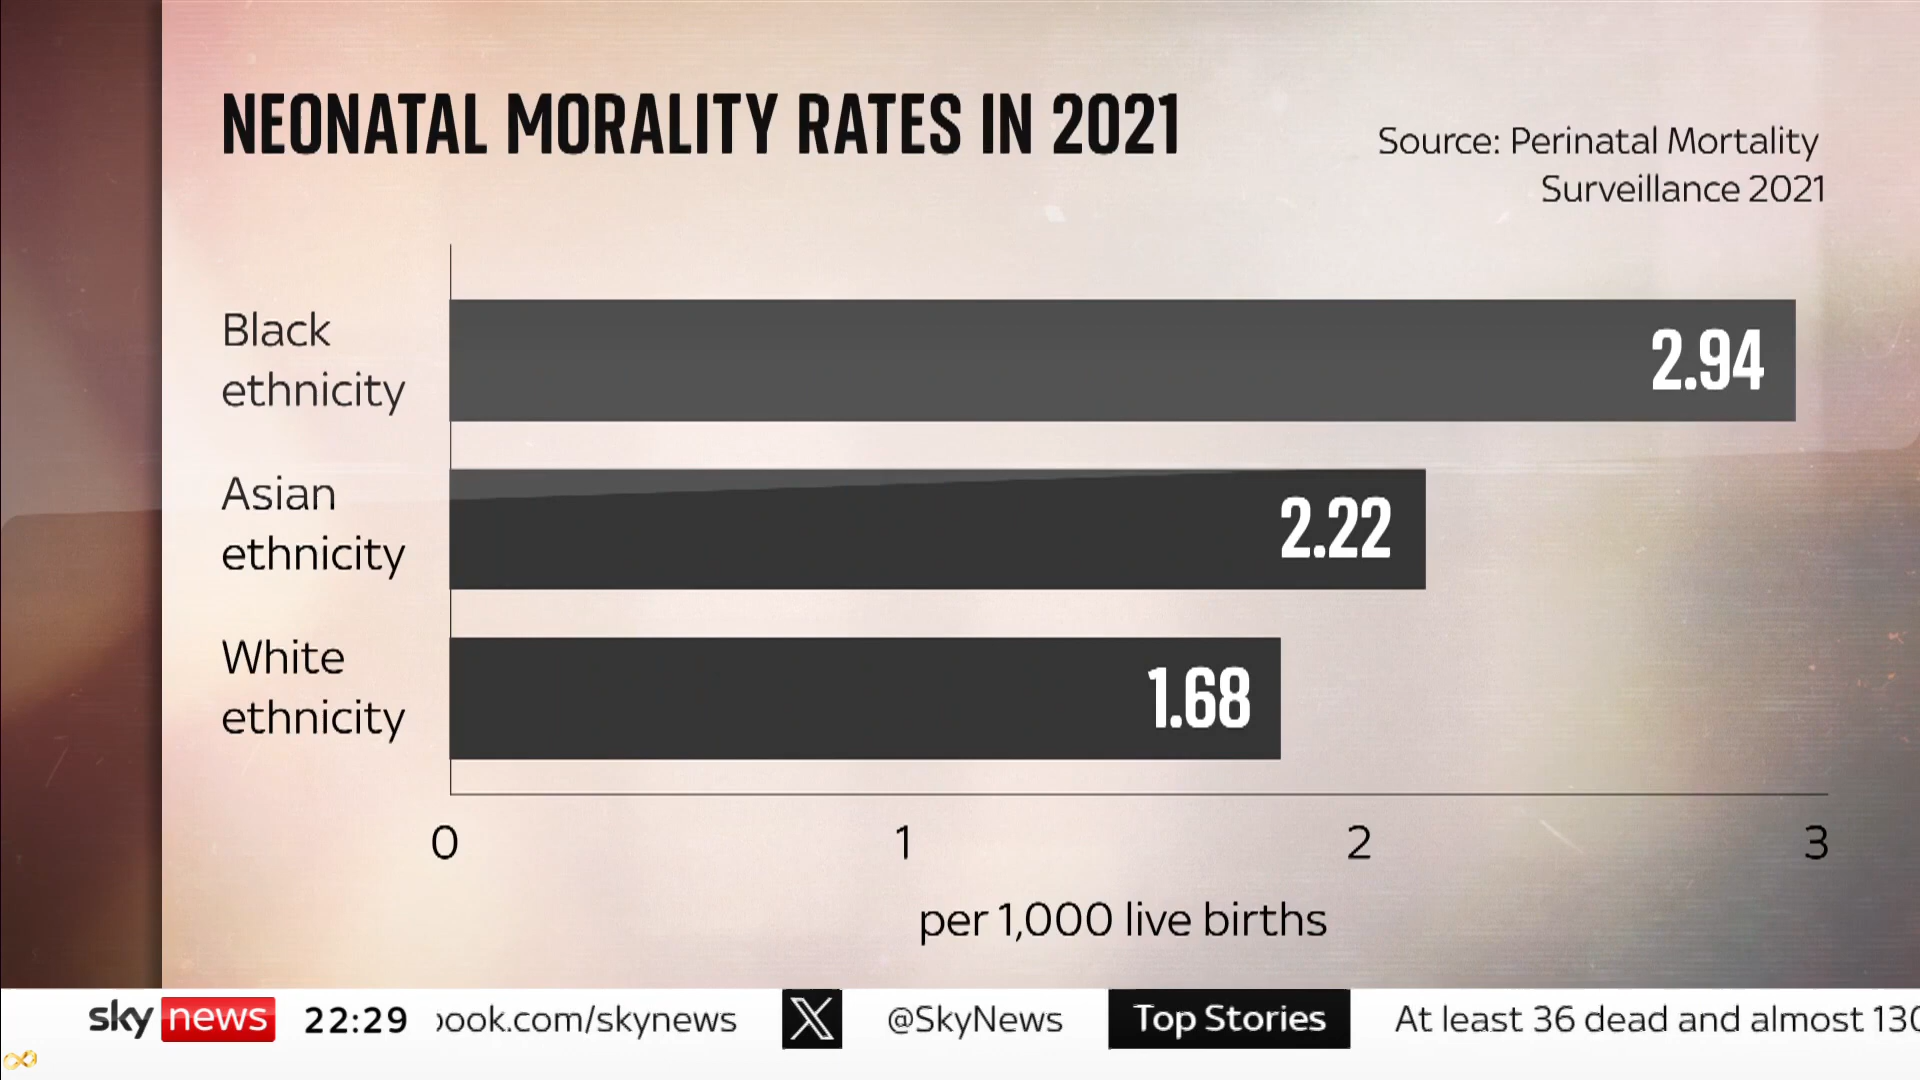 NEONATAL MORALITY RATES IN 2021
Source: Perinatal Mortality
Surveillance 2021
Black
ethnicity
2.94
Asian
ethnicity
2.22
White
ethnicity
1.68
0 1 2 3
per 1,000 live births
sky news 22:29 ook.com/skynews X @SkyNews Top Stories At least 36 dead and almost 130